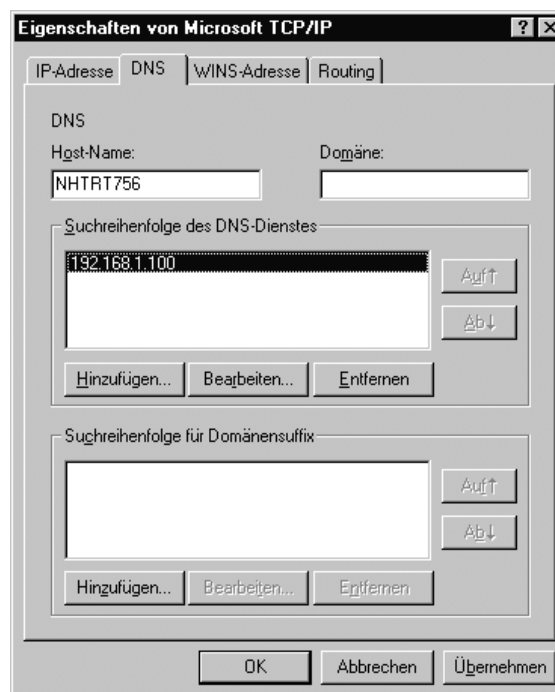 Eigenschaften von Microsoft TCP/IP
IP-Adresse DNS WINS-Adresse Routing
DNS
Host-Name: Domäne:
NHTRT756
Suchreihenfolge des DNS-Dienstes
192.168.1.100
Auf↑
Ab↓
Hinzufügen... Bearbeiten... Entfernen
Suchreihenfolge für Domänensuffix
Auf↑
Ab↓
Hinzufügen... Bearbeiten... Entfernen
OK Abbrechen Übernehmen